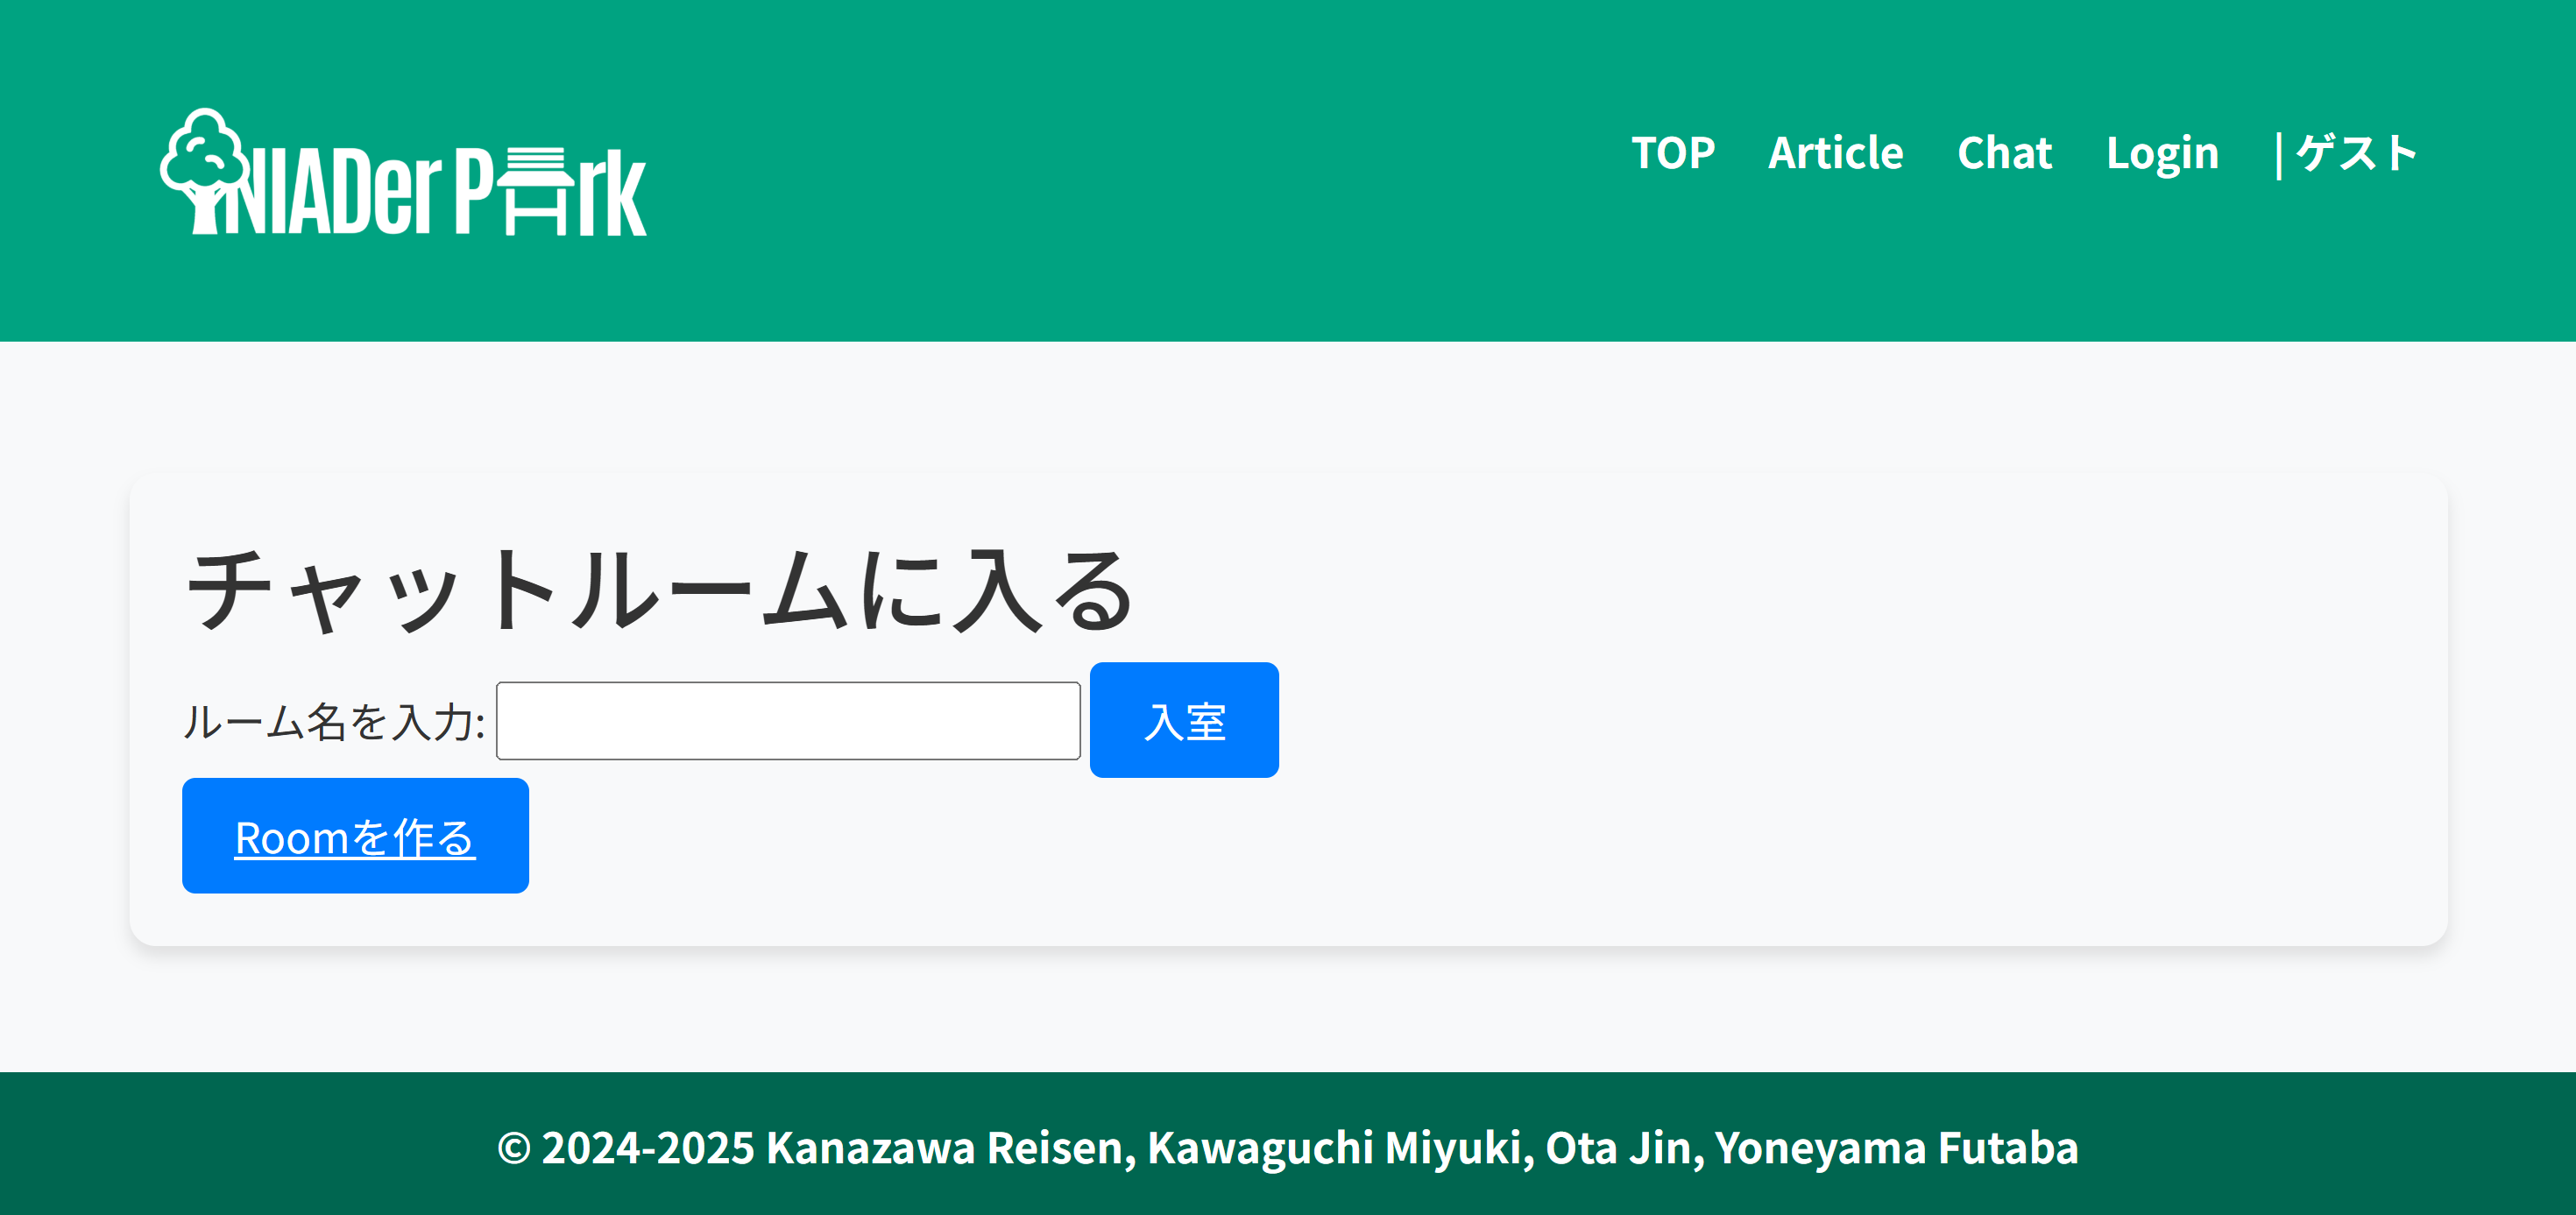 NIADer Park
TOP Article Chat Login | ゲスト
チャットルームに入る
ルーム名を入力: 入室
Roomを作る
© 2024-2025 Kanazawa Reisen, Kawaguchi Miyuki, Ota Jin, Yoneyama Futaba